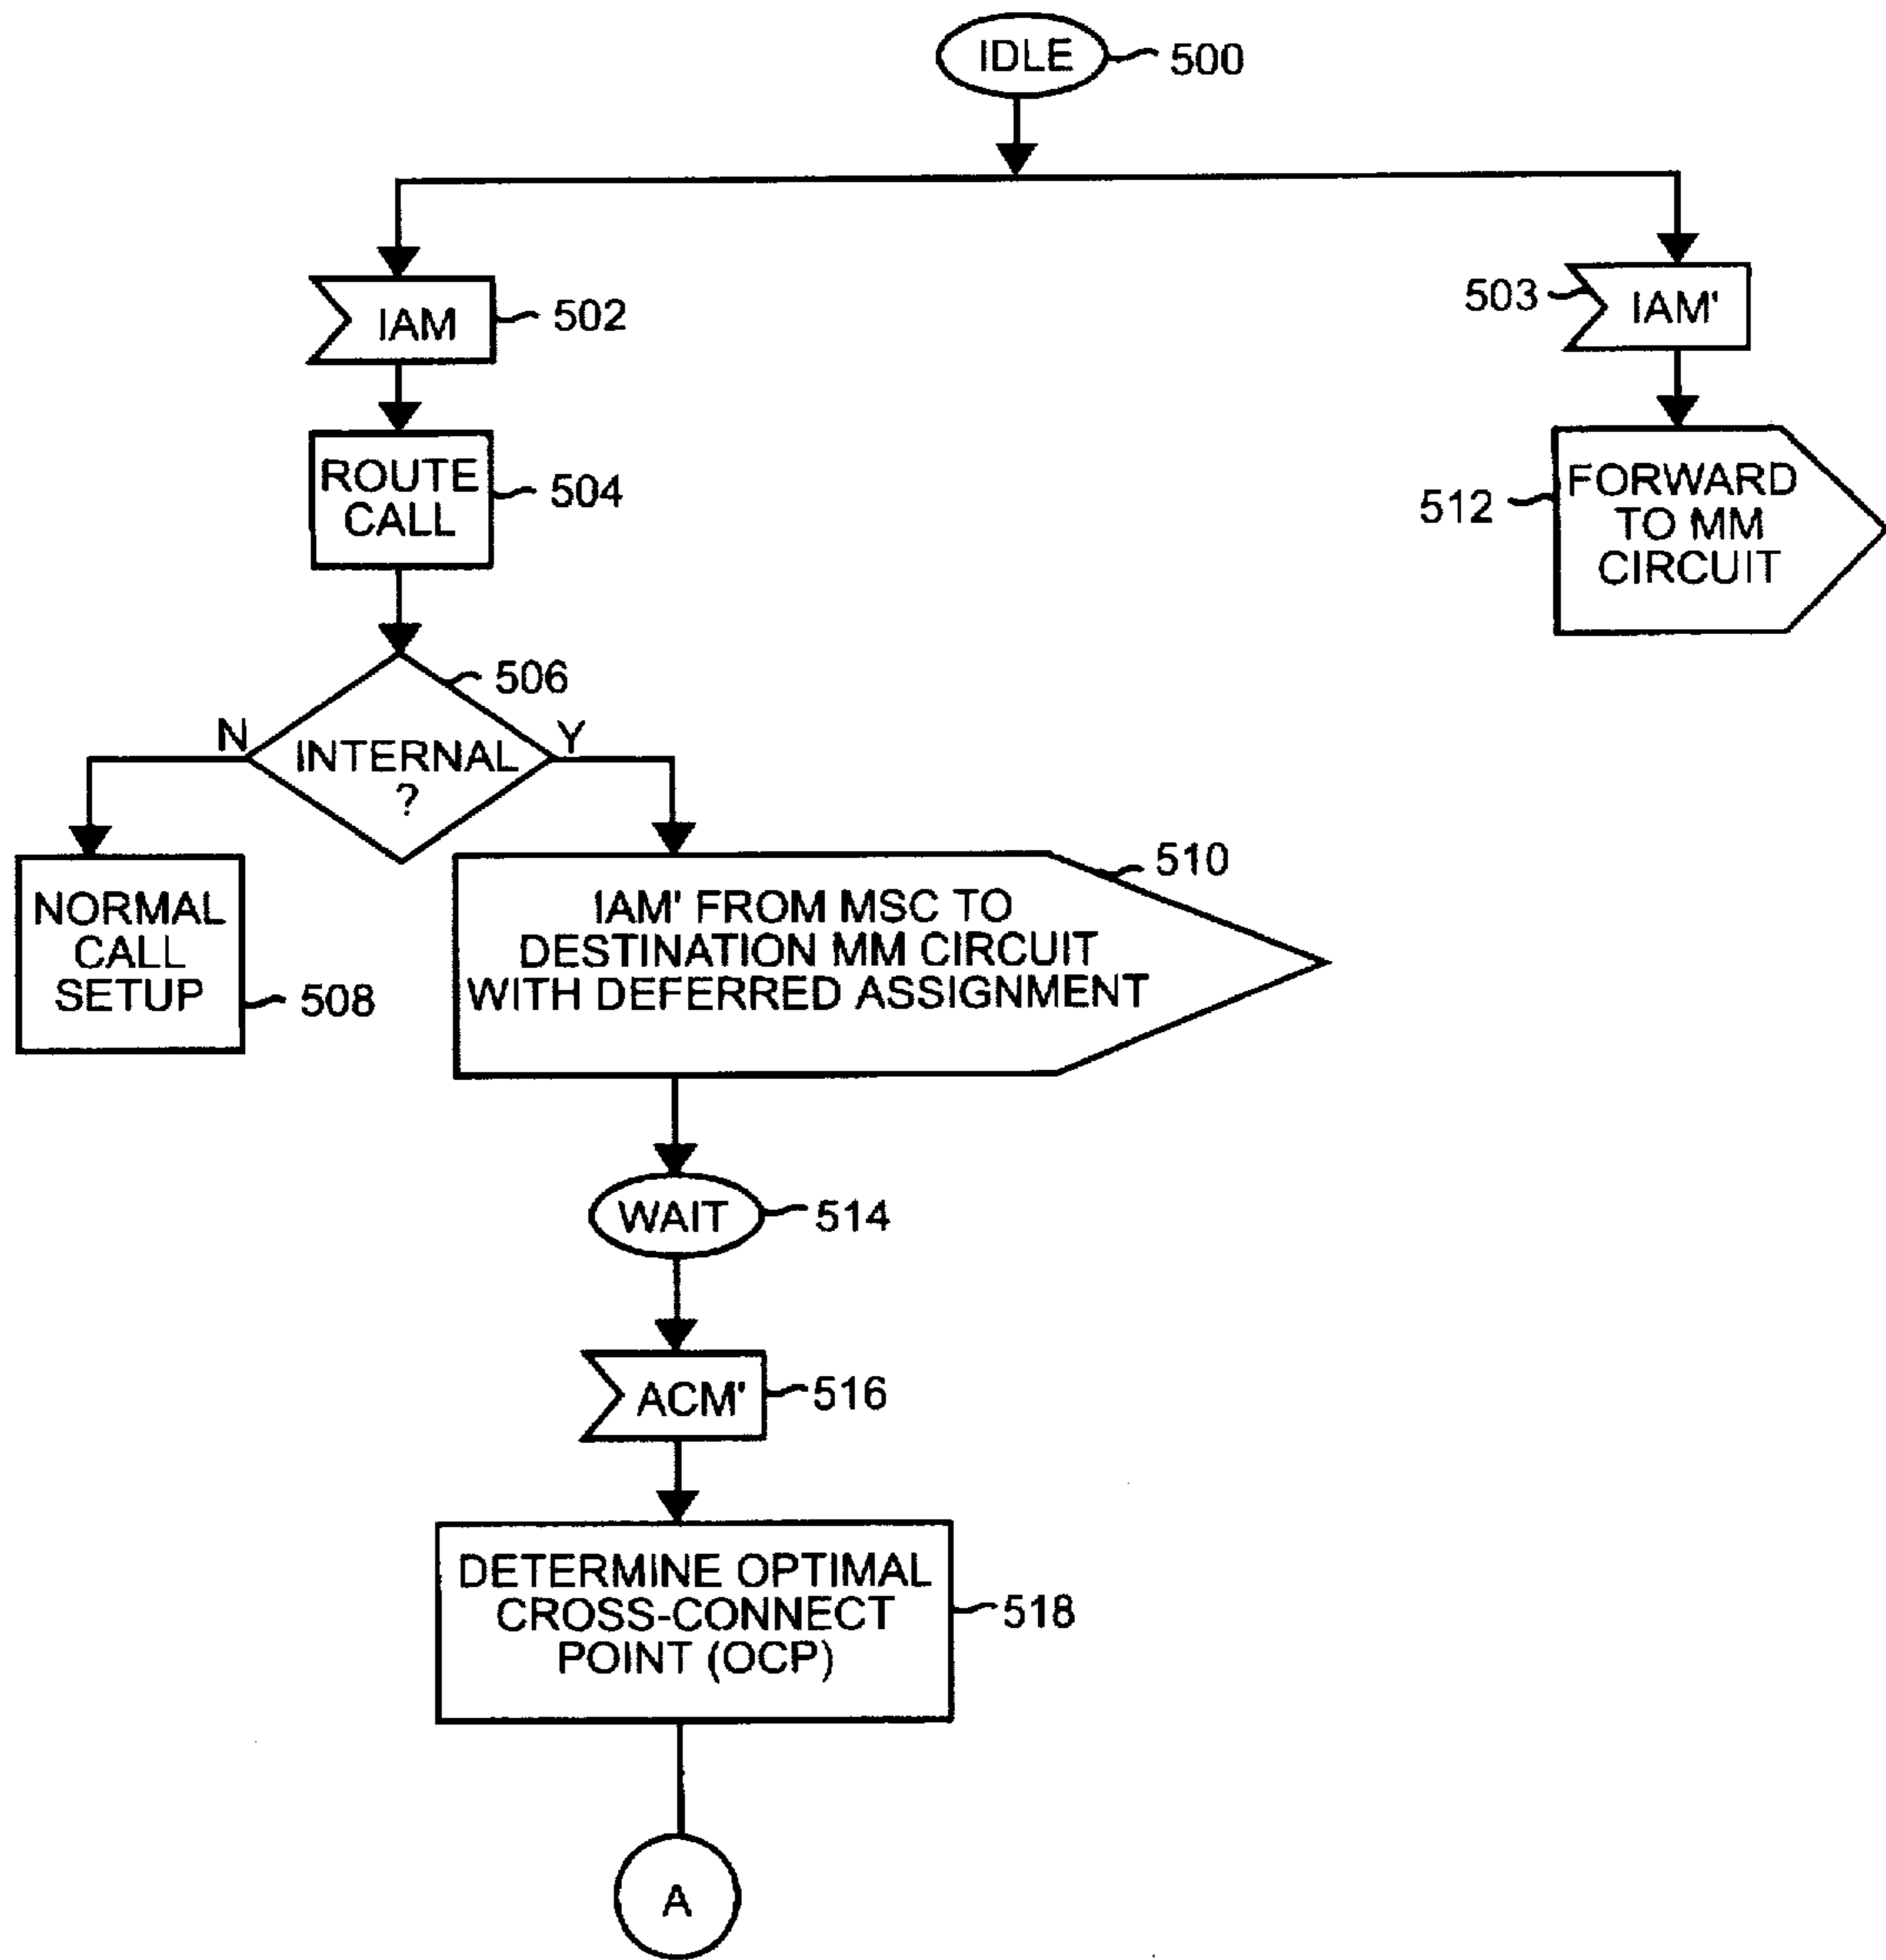 IDLE
500
IAM
502
503
IAM'
ROUTE
CALL
504
512
FORWARD
TO MM
CIRCUIT
506
N
Y
INTERNAL
?
NORMAL
CALL
SETUP
508
510
IAM' FROM MSC TO
DESTINATION MM CIRCUIT
WITH DEFERRED ASSIGNMENT
WAIT
514
ACM'
516
DETERMINE OPTIMAL
CROSS-CONNECT
POINT (OCP)
518
A